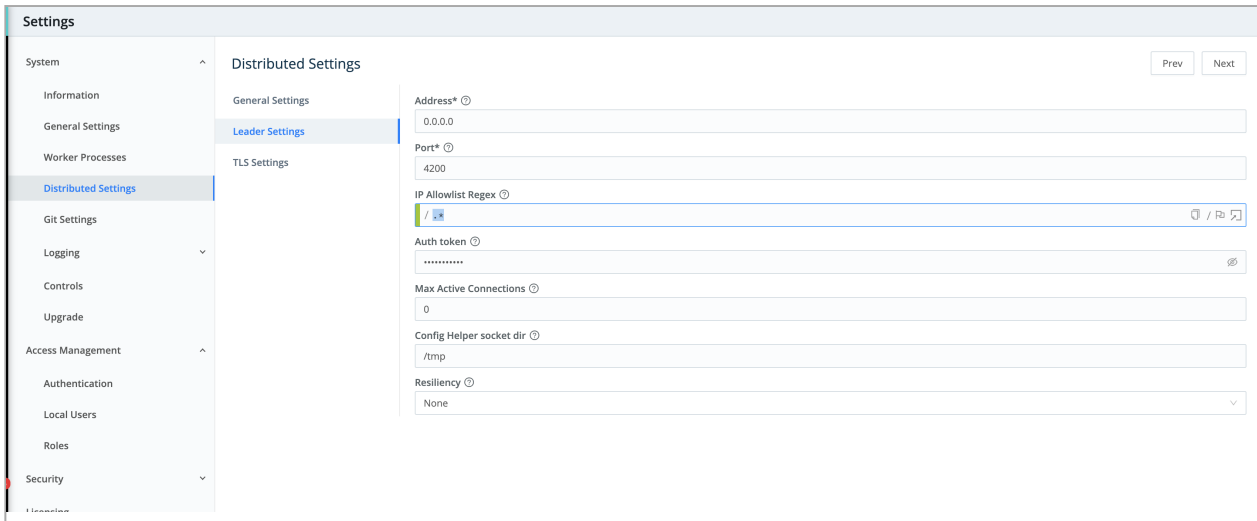 Settings
System
Information
General Settings
Worker Processes
Distributed Settings
Git Settings
Logging
Controls
Upgrade
Access Management
Authentication
Local Users
Roles
Security
Licensing
Distributed Settings
Prev Next
General Settings
Leader Settings
TLS Settings
Address*
0.0.0.0
Port*
4200
IP Allowlist Regex
/ .* /
Auth token
•••••••••••
Max Active Connections
0
Config Helper socket dir
/tmp
Resiliency
None